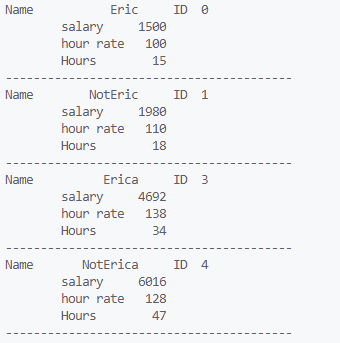 Name           Eric     ID  0
        salary     1500
        hour rate   100
        Hours        15
-----------------------------------------
Name        NotEric     ID  1
        salary     1980
        hour rate   110
        Hours        18
-----------------------------------------
Name          Erica     ID  3
        salary     4692
        hour rate   138
        Hours        34
-----------------------------------------
Name       NotErica     ID  4
        salary     6016
        hour rate   128
        Hours        47
-----------------------------------------